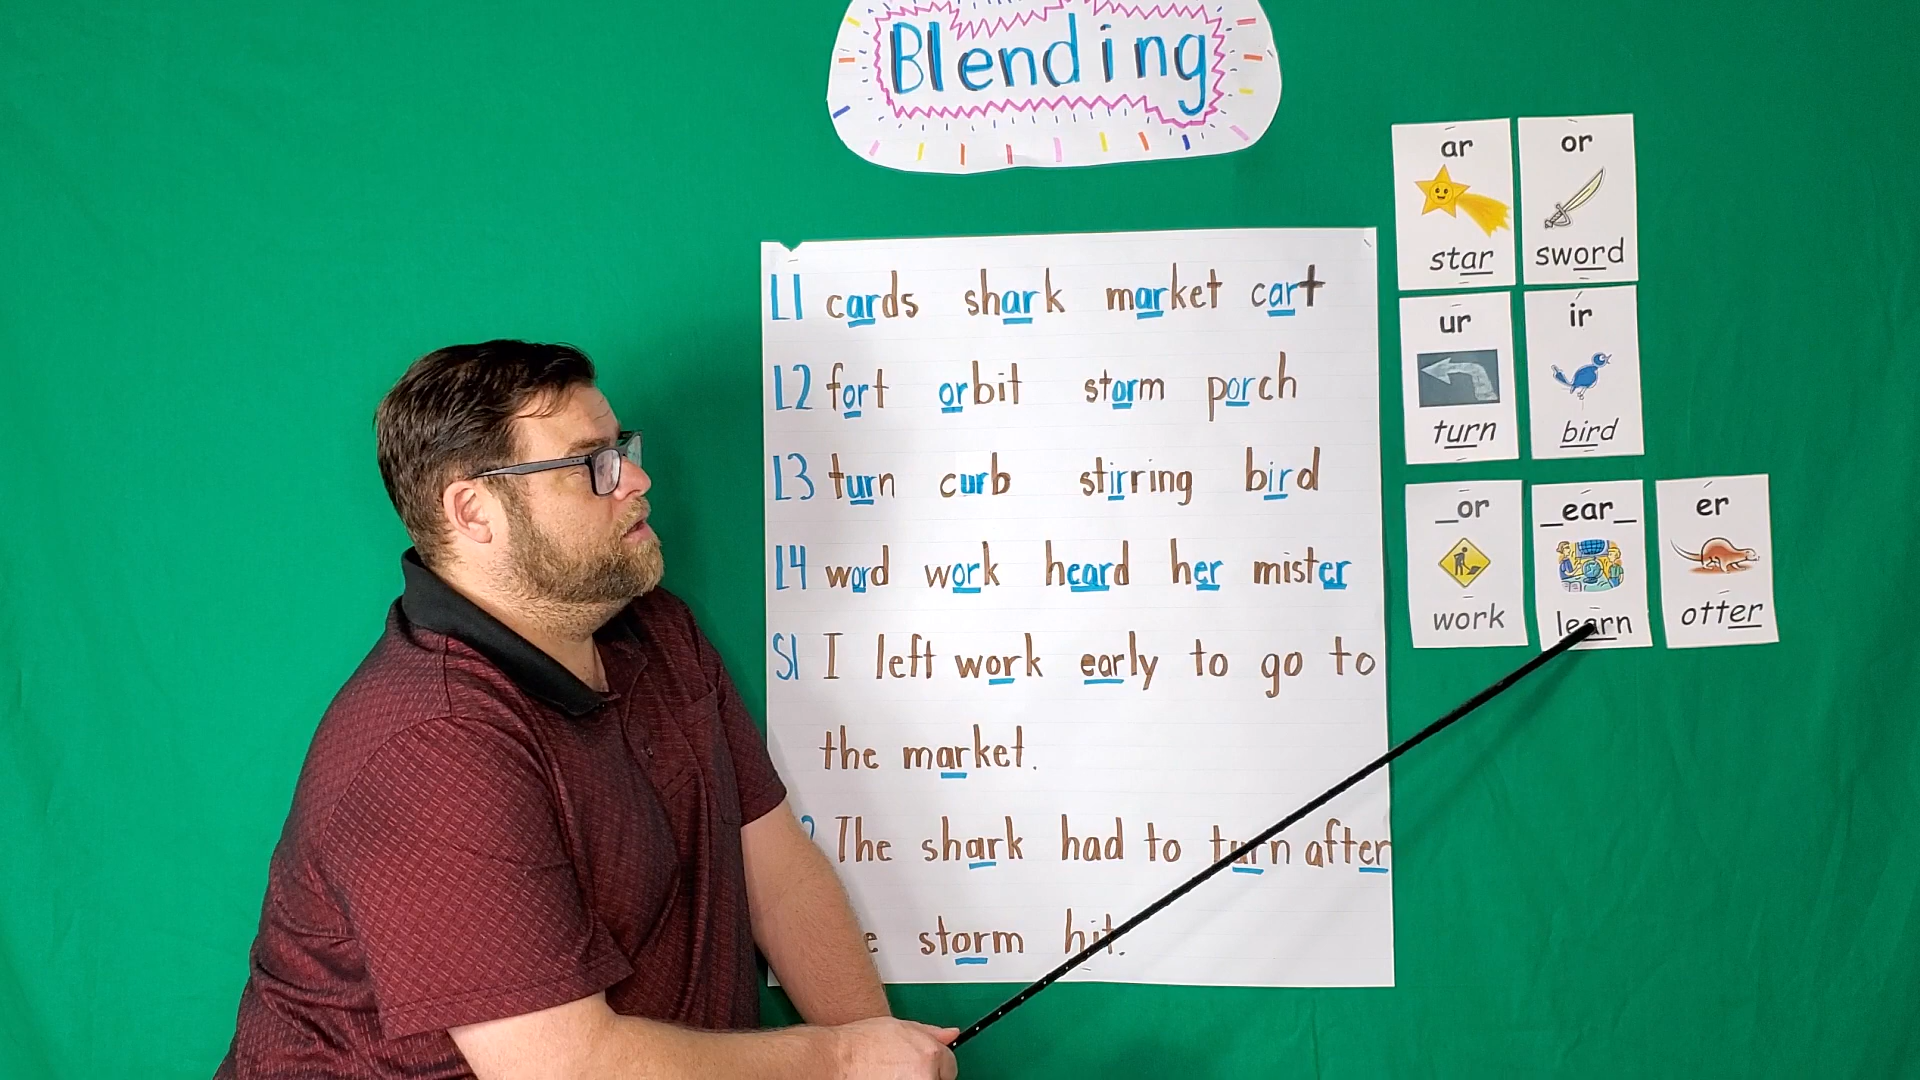 Blending
L1 cards shark market cart
L2 fort orbit storm porch
L3 turn curb stirring bird
L4 word work heard her mister
S1 I left work early to go to
the market.
The shark had to turn after
storm hit.
ar
star
or
sword
ur
turn
ir
bird
_or
work
_ear_
learn
er
otter